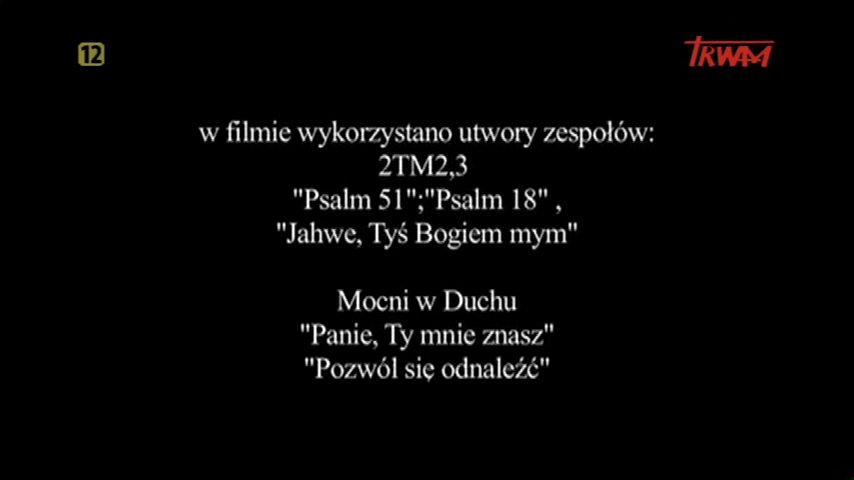 12
TRWAM
w filmie wykorzystano utwory zespołów:
2TM2,3
"Psalm 51";"Psalm 18" ,
"Jahwe, Tyś Bogiem mym"
Mocni w Duchu
"Panie, Ty mnie znasz"
"Pozwól się odnaleźć"